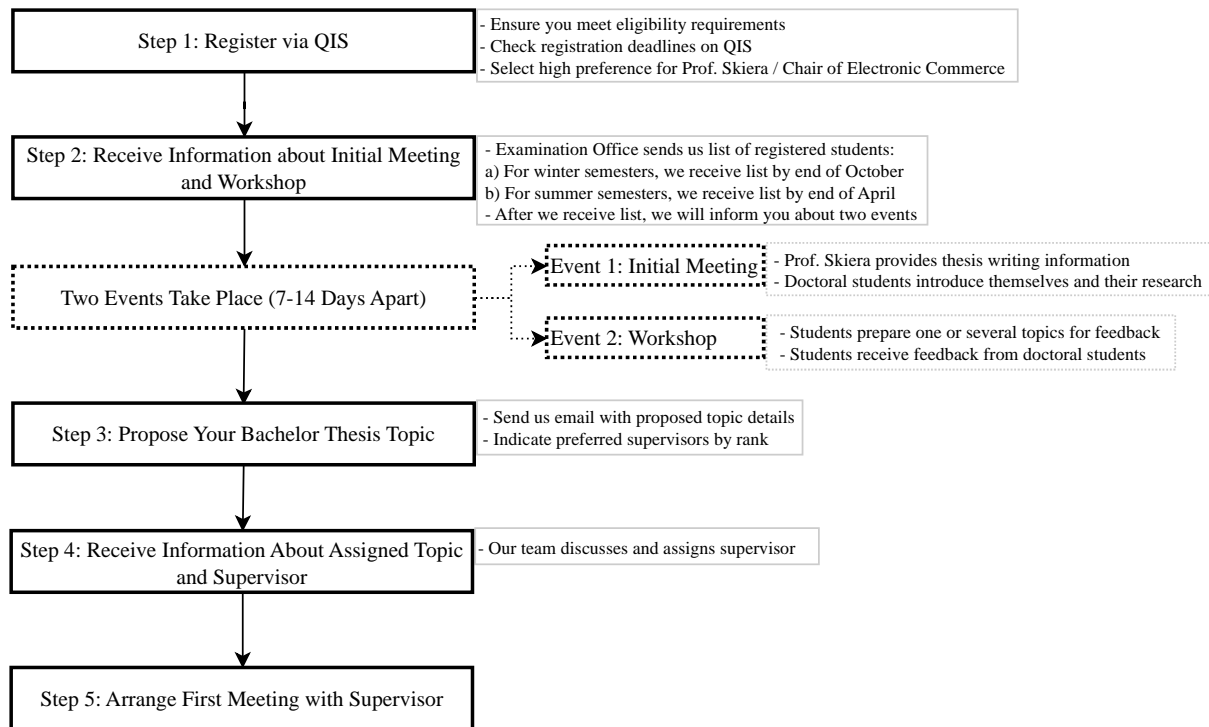 Step 1: Register via QIS
- Ensure you meet eligibility requirements
- Check registration deadlines on QIS
- Select high preference for Prof. Skiera / Chair of Electronic Commerce
Step 2: Receive Information about Initial Meeting
and Workshop
- Examination Office sends us list of registered students:
a) For winter semesters, we receive list by end of October
b) For summer semesters, we receive list by end of April
- After we receive list, we will inform you about two events
Two Events Take Place (7-14 Days Apart)
Event 1: Initial Meeting
- Prof. Skiera provides thesis writing information
- Doctoral students introduce themselves and their research
Event 2: Workshop
- Students prepare one or several topics for feedback
- Students receive feedback from doctoral students
Step 3: Propose Your Bachelor Thesis Topic
- Send us email with proposed topic details
- Indicate preferred supervisors by rank
Step 4: Receive Information About Assigned Topic
and Supervisor
- Our team discusses and assigns supervisor
Step 5: Arrange First Meeting with Supervisor